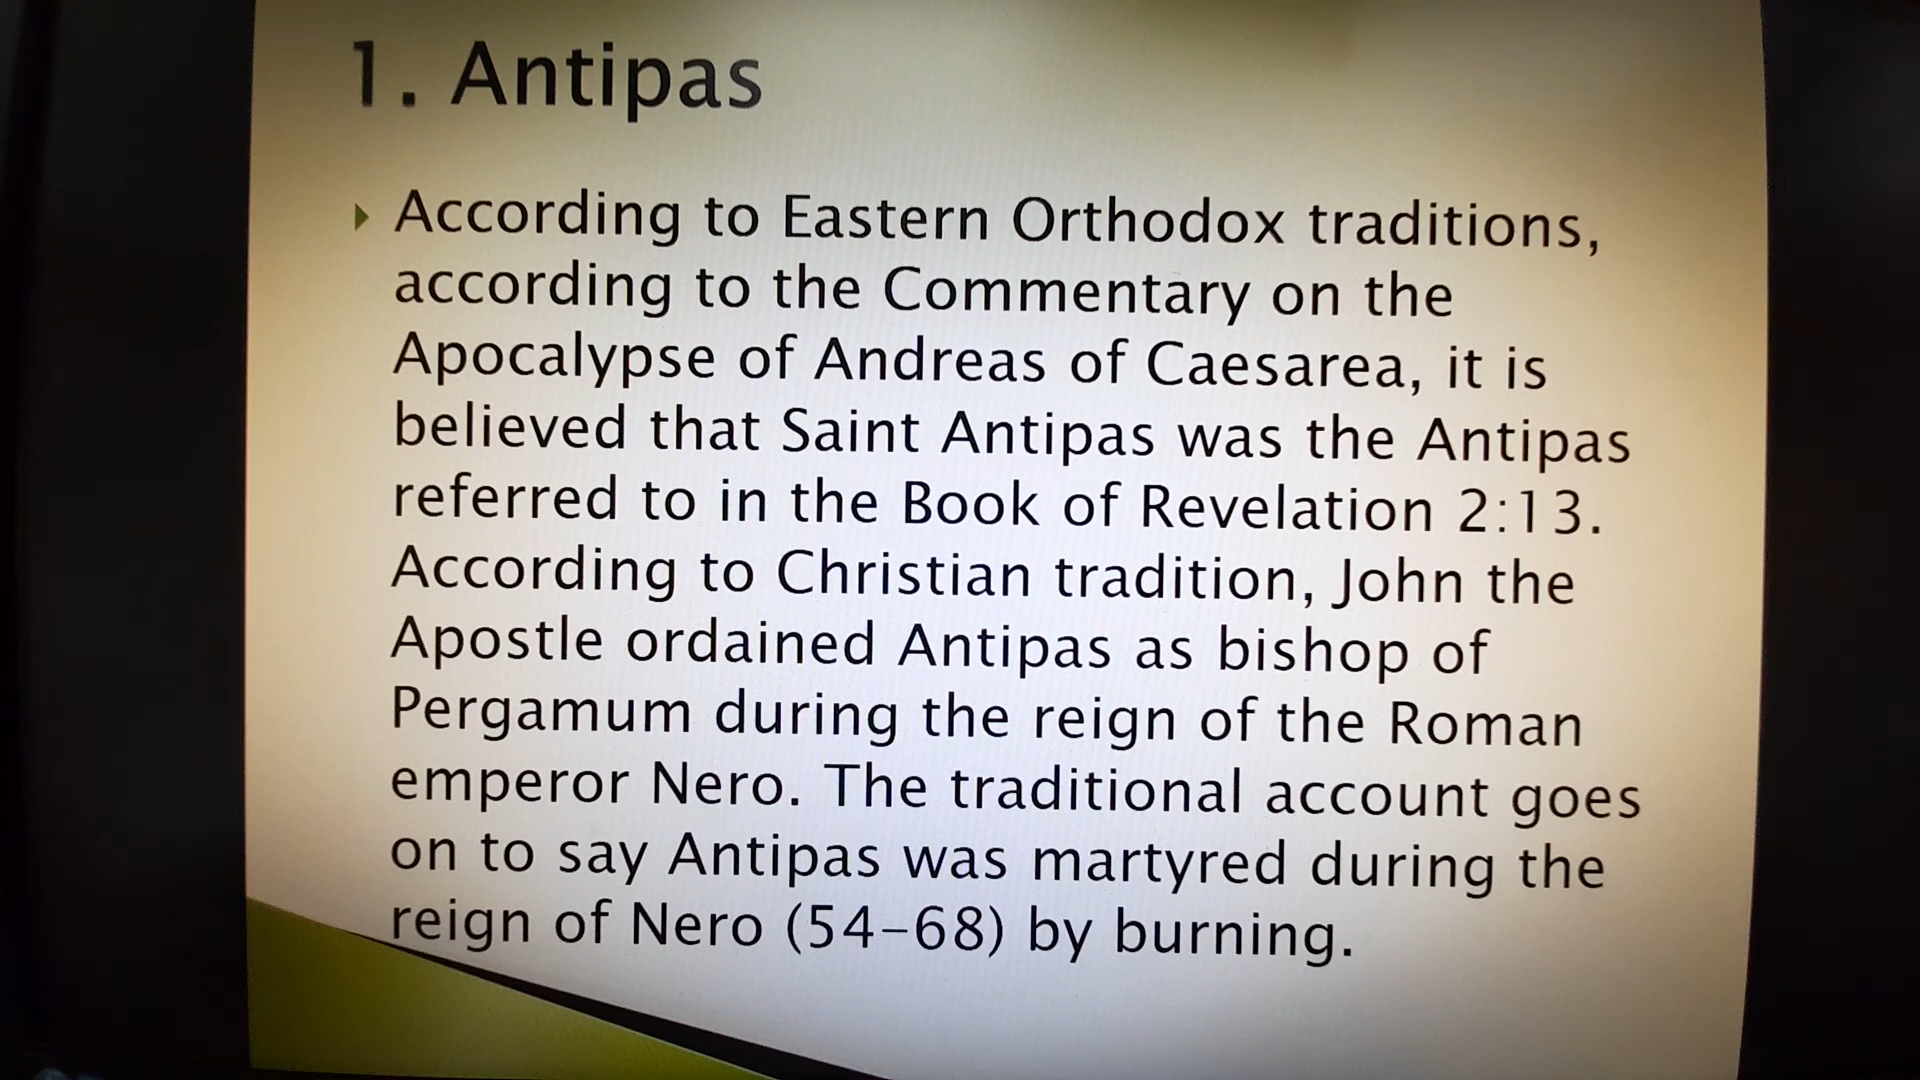 1. Antipas
According to Eastern Orthodox traditions,
according to the Commentary on the
Apocalypse of Andreas of Caesarea, it is
believed that Saint Antipas was the Antipas
referred to in the Book of Revelation 2:13.
According to Christian tradition, John the
Apostle ordained Antipas as bishop of
Pergamum during the reign of the Roman
emperor Nero. The traditional account goes
on to say Antipas was martyred during the
reign of Nero (54–68) by burning.